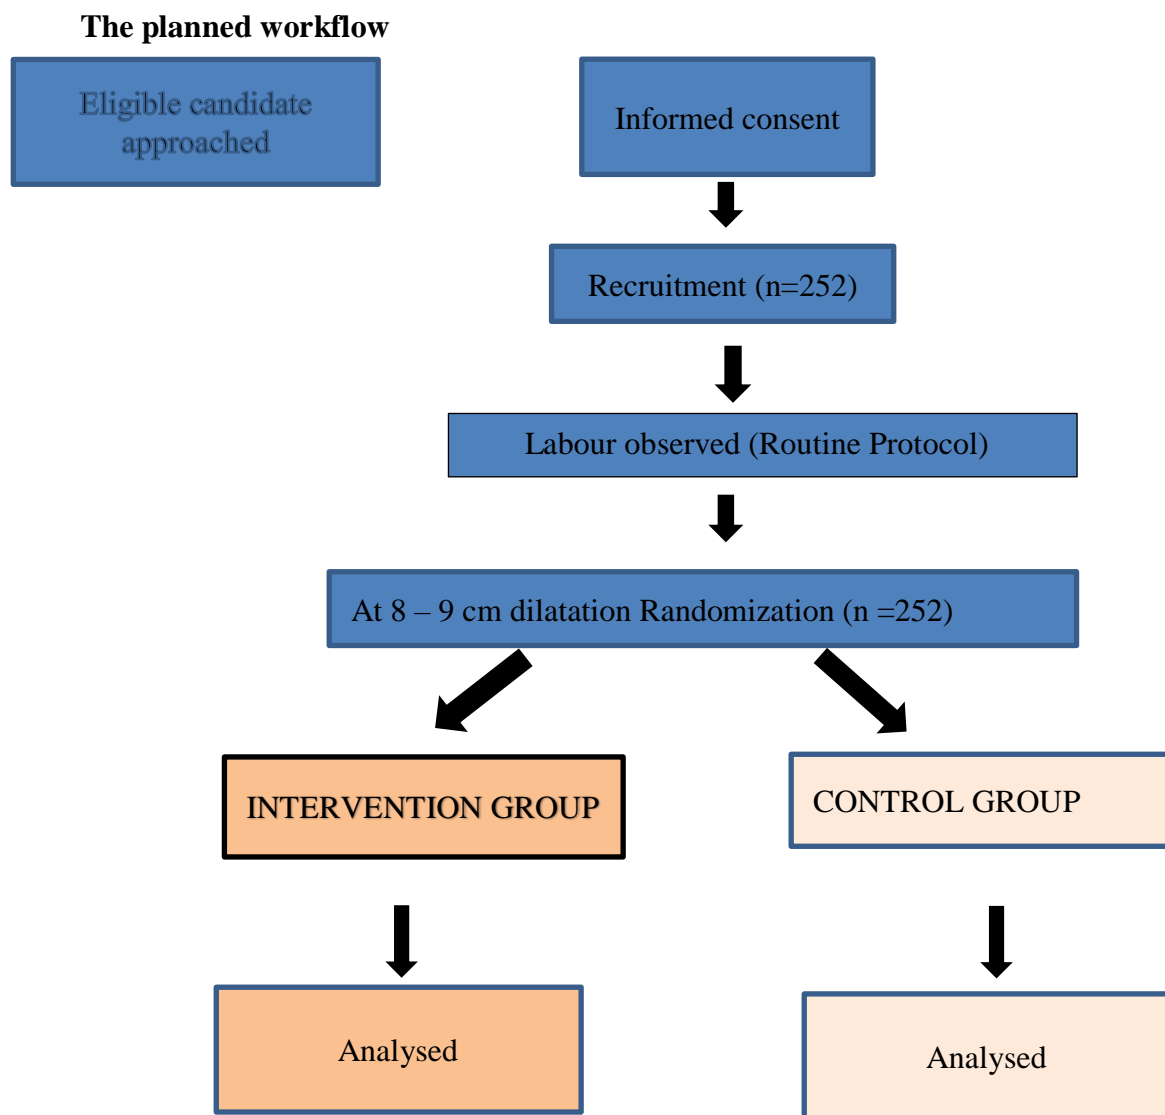 The planned workflow
Eligible candidate
approached
Informed consent
Recruitment (n=252)
Labour observed (Routine Protocol)
At 8 – 9 cm dilatation Randomization (n =252)
INTERVENTION GROUP
CONTROL GROUP
Analysed
Analysed